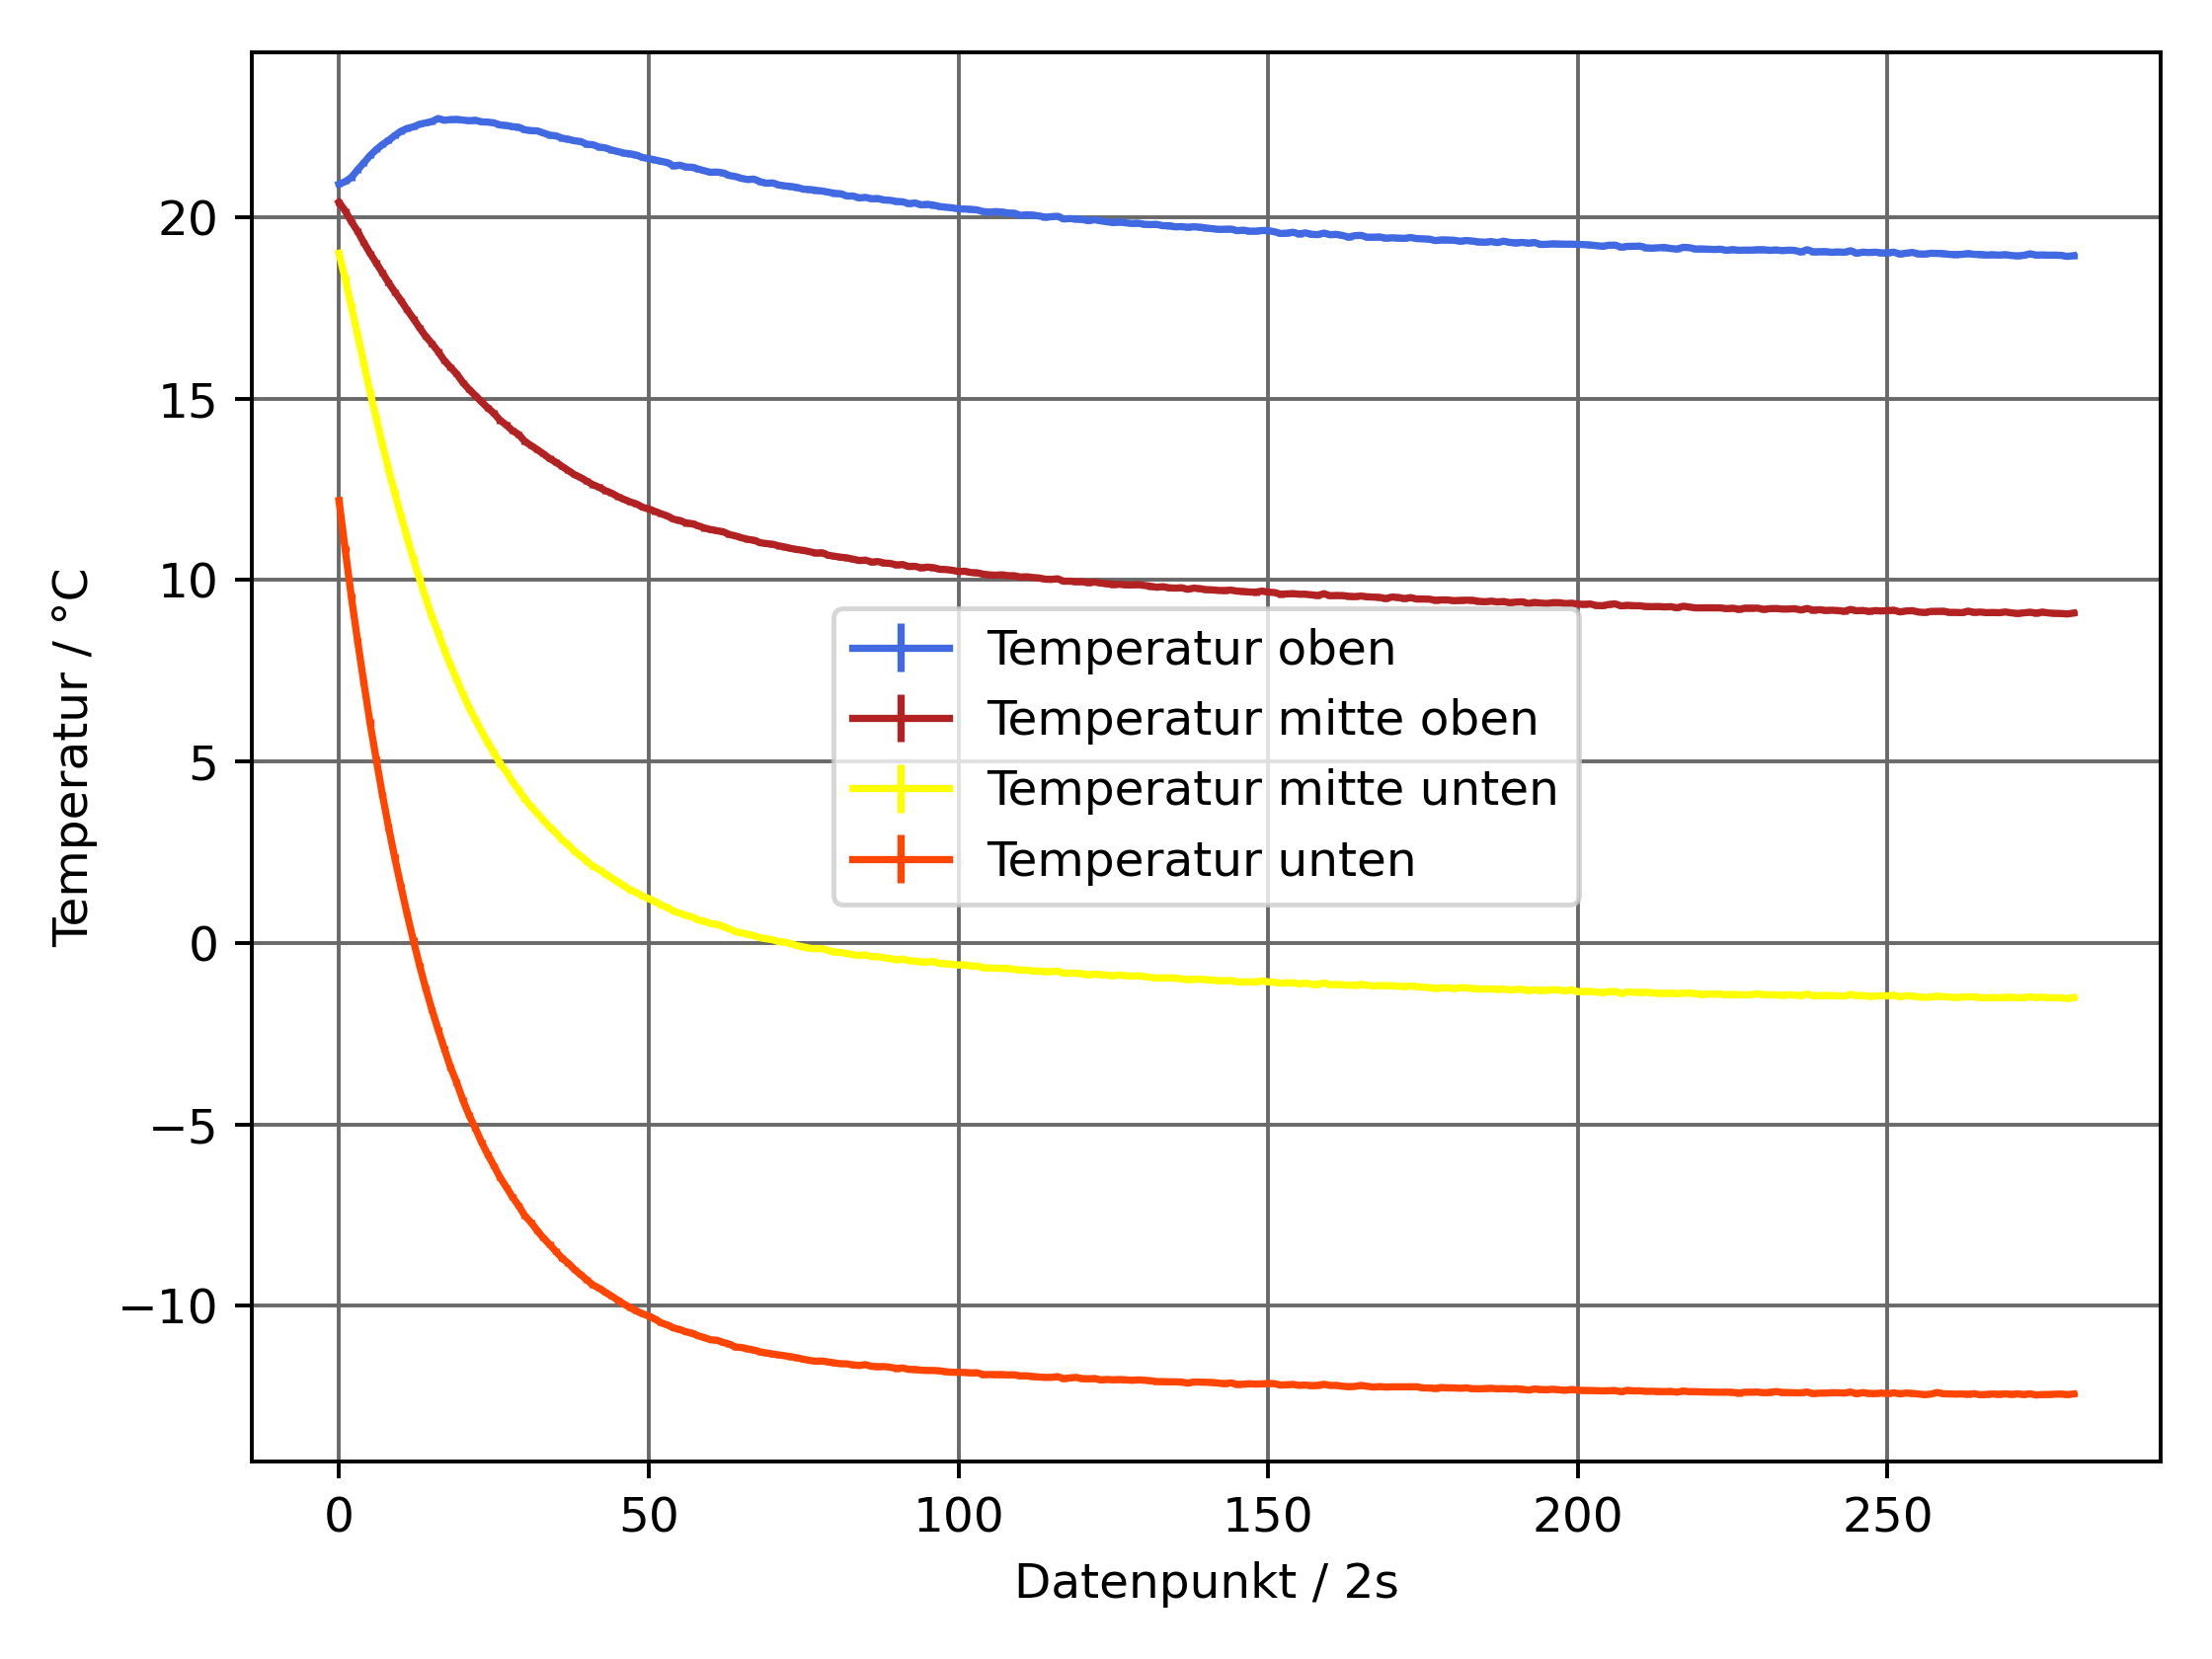 Temperatur / °C
20
15
10
5
0
−5
−10
Temperatur oben
Temperatur mitte oben
Temperatur mitte unten
Temperatur unten
0 50 100 150 200 250
Datenpunkt / 2s